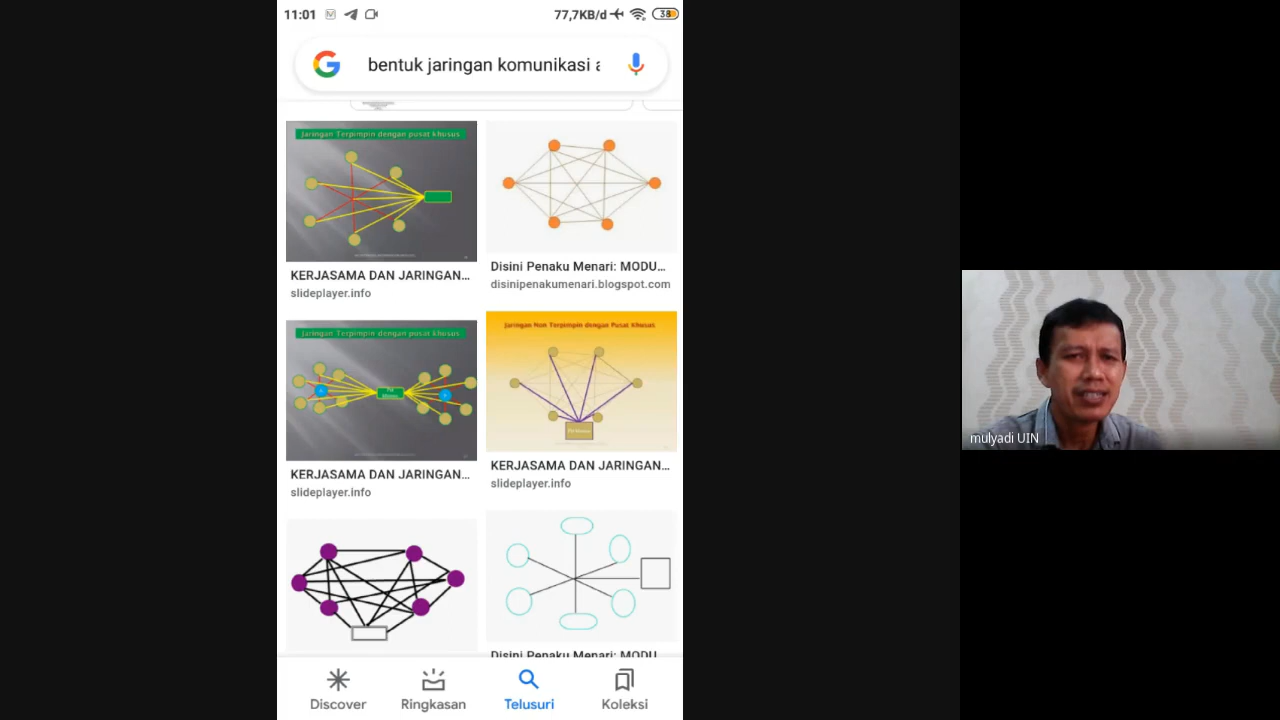 11:01
77,7KB/d
38
bentuk jaringan komunikasi a
Jaringan Terpimpin dengan pusat khusus
KERJASAMA DAN JARINGAN...
slideplayer.info
Disini Penaku Menari: MODU...
disinipenakumenari.blogspot.com
Jaringan Terpimpin dengan pusat khusus
KERJASAMA DAN JARINGAN...
slideplayer.info
Jaringan Non Terpimpin dengan Pusat Khusus
KERJASAMA DAN JARINGAN...
slideplayer.info
Disini Penaku Menari: MODU
Discover
Ringkasan
Telusuri
Koleksi
mulyadi UIN